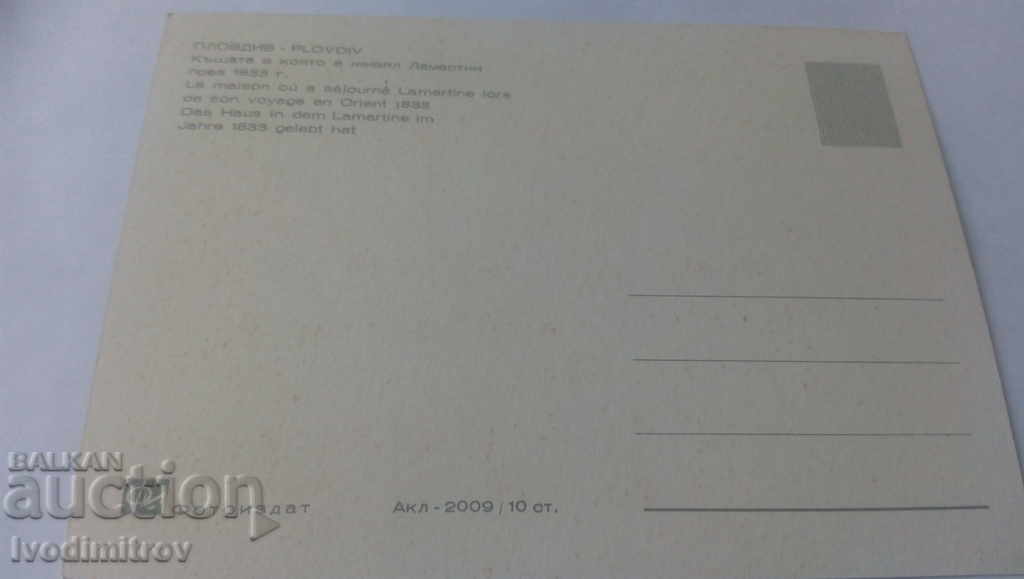 ПЛОВДИВ - PLOVDIV
Къщата в която е живял Ламартин
през 1833 г.
La maison où a séjourné Lamartine lors
de son voyage en Orient 1833
Das Haus in dem Lamartine im
Jahre 1833 gelebt hat
Фотоиздат
Акл - 2009 / 10 ст.
BALKAN
auction
Ivodimitrov